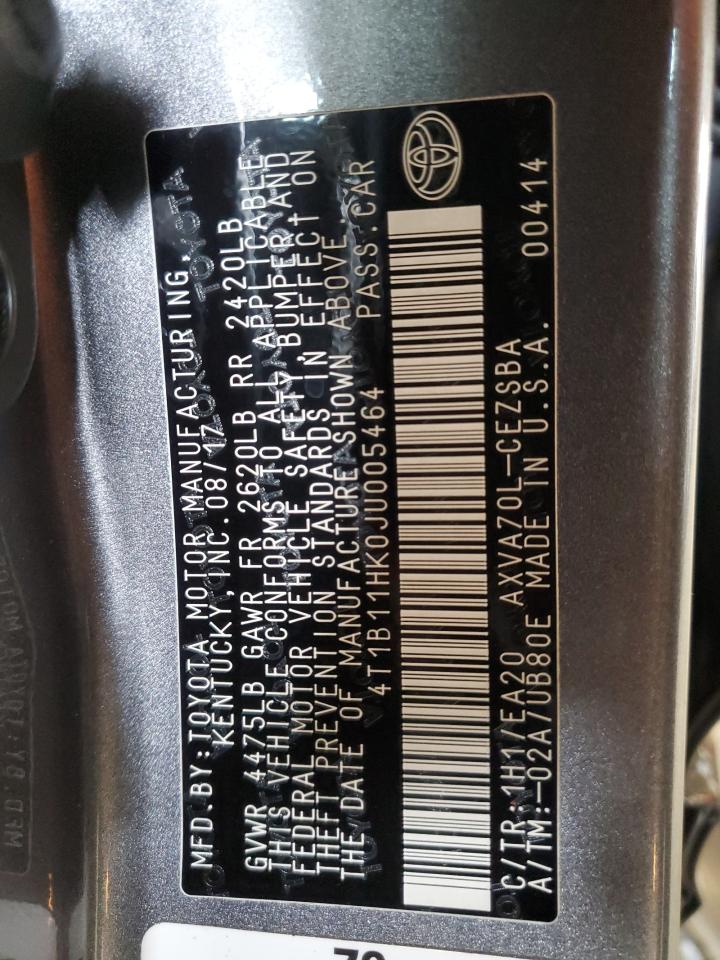 MFD.BY:TOYOTA MOTOR MANUFACTURING,
KENTUCKY,INC.08/17
GVWR 4475LB GAWR FR 2620LB RR 2420LB
THIS VEHICLE CONFORMS TO ALL APPLICABLE
FEDERAL MOTOR VEHICLE SAFETY, BUMPER, AND
THEFT PREVENTION STANDARDS IN EFFECT ON
THE DATE OF MANUFACTURE SHOWN ABOVE.
4T1B11HK0JU005464 PASS.CAR
C/TR:1H1/EA20 AXVA70L-CEZSBA
A/TM:-02A/UB80E MADE IN U.S.A. 00414